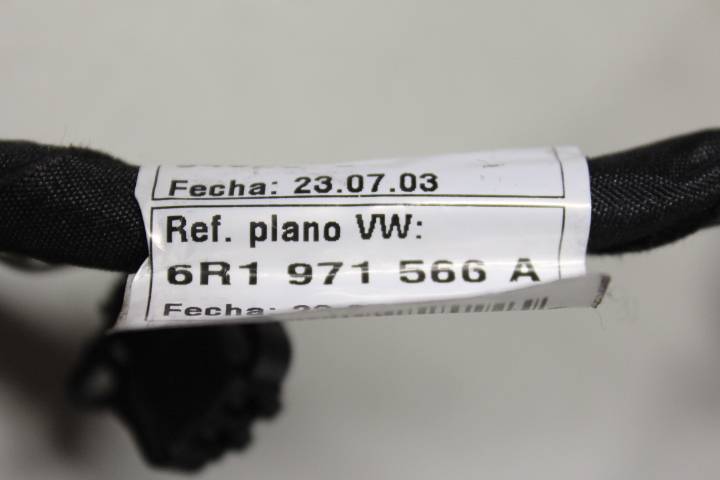 Fecha: 23.07.03
Ref. plano VW:
6R1 971 566 A
Fecha: